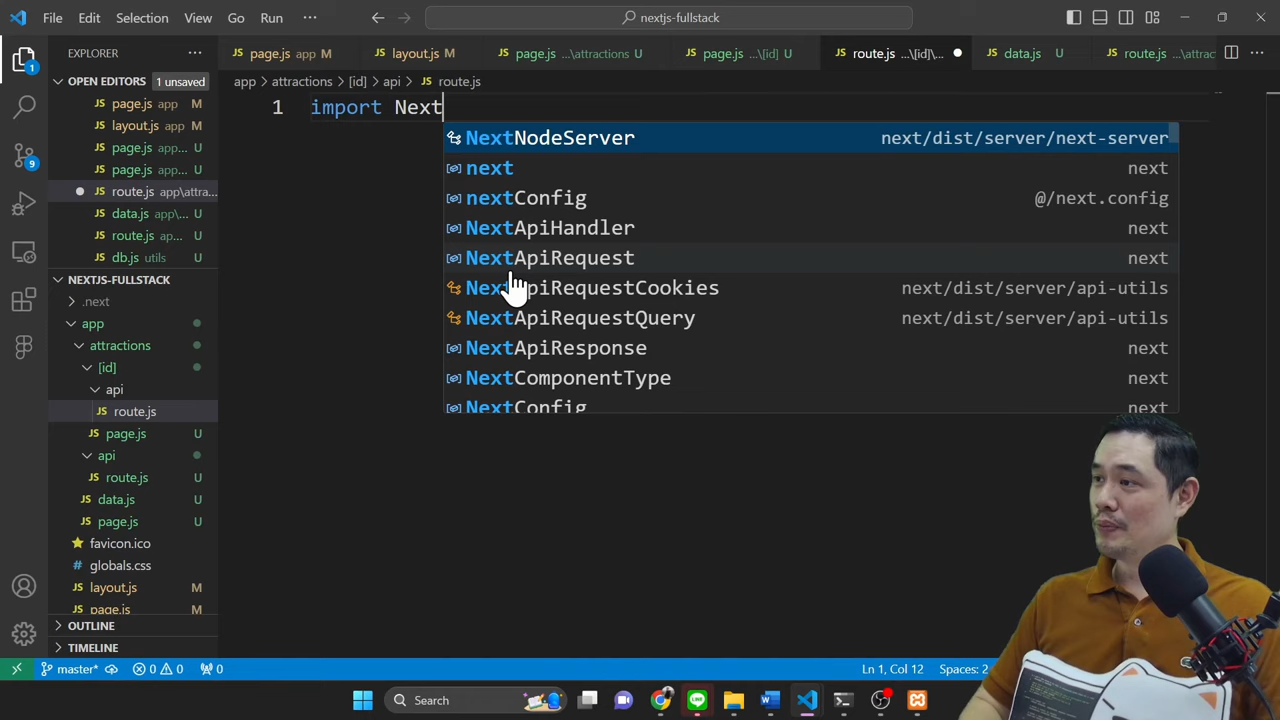 File Edit Selection View Go Run ··· nextjs-fullstack
EXPLORER ···
page.js app M
layout.js M
page.js ...\attractions U
page.js ...\[id] U
route.js ...\[id]\
data.js U
route.js ...\attrac
OPEN EDITORS 1 unsaved
page.js app M
layout.js app M
page.js app\attractions\... U
page.js app\attractions\... U
route.js app\attra...
data.js app\... U
route.js app\... U
db.js utils U
NEXTJS-FULLSTACK
.next
app
attractions
[id]
api
route.js
page.js U
api
route.js U
data.js U
page.js U
favicon.ico
globals.css
layout.js M
page.js M
OUTLINE
TIMELINE
1
9
app > attractions > [id] > api > route.js
1 import Next
NextNodeServer next/dist/server/next-server
next next
nextConfig @/next.config
NextApiHandler next
NextApiRequest next
NextApiRequestCookies next/dist/server/api-utils
NextApiRequestQuery next/dist/server/api-utils
NextApiResponse next
NextComponentType next
NextConfig next
master* 0 0 0 Ln 1, Col 12 Spaces: 2
Search